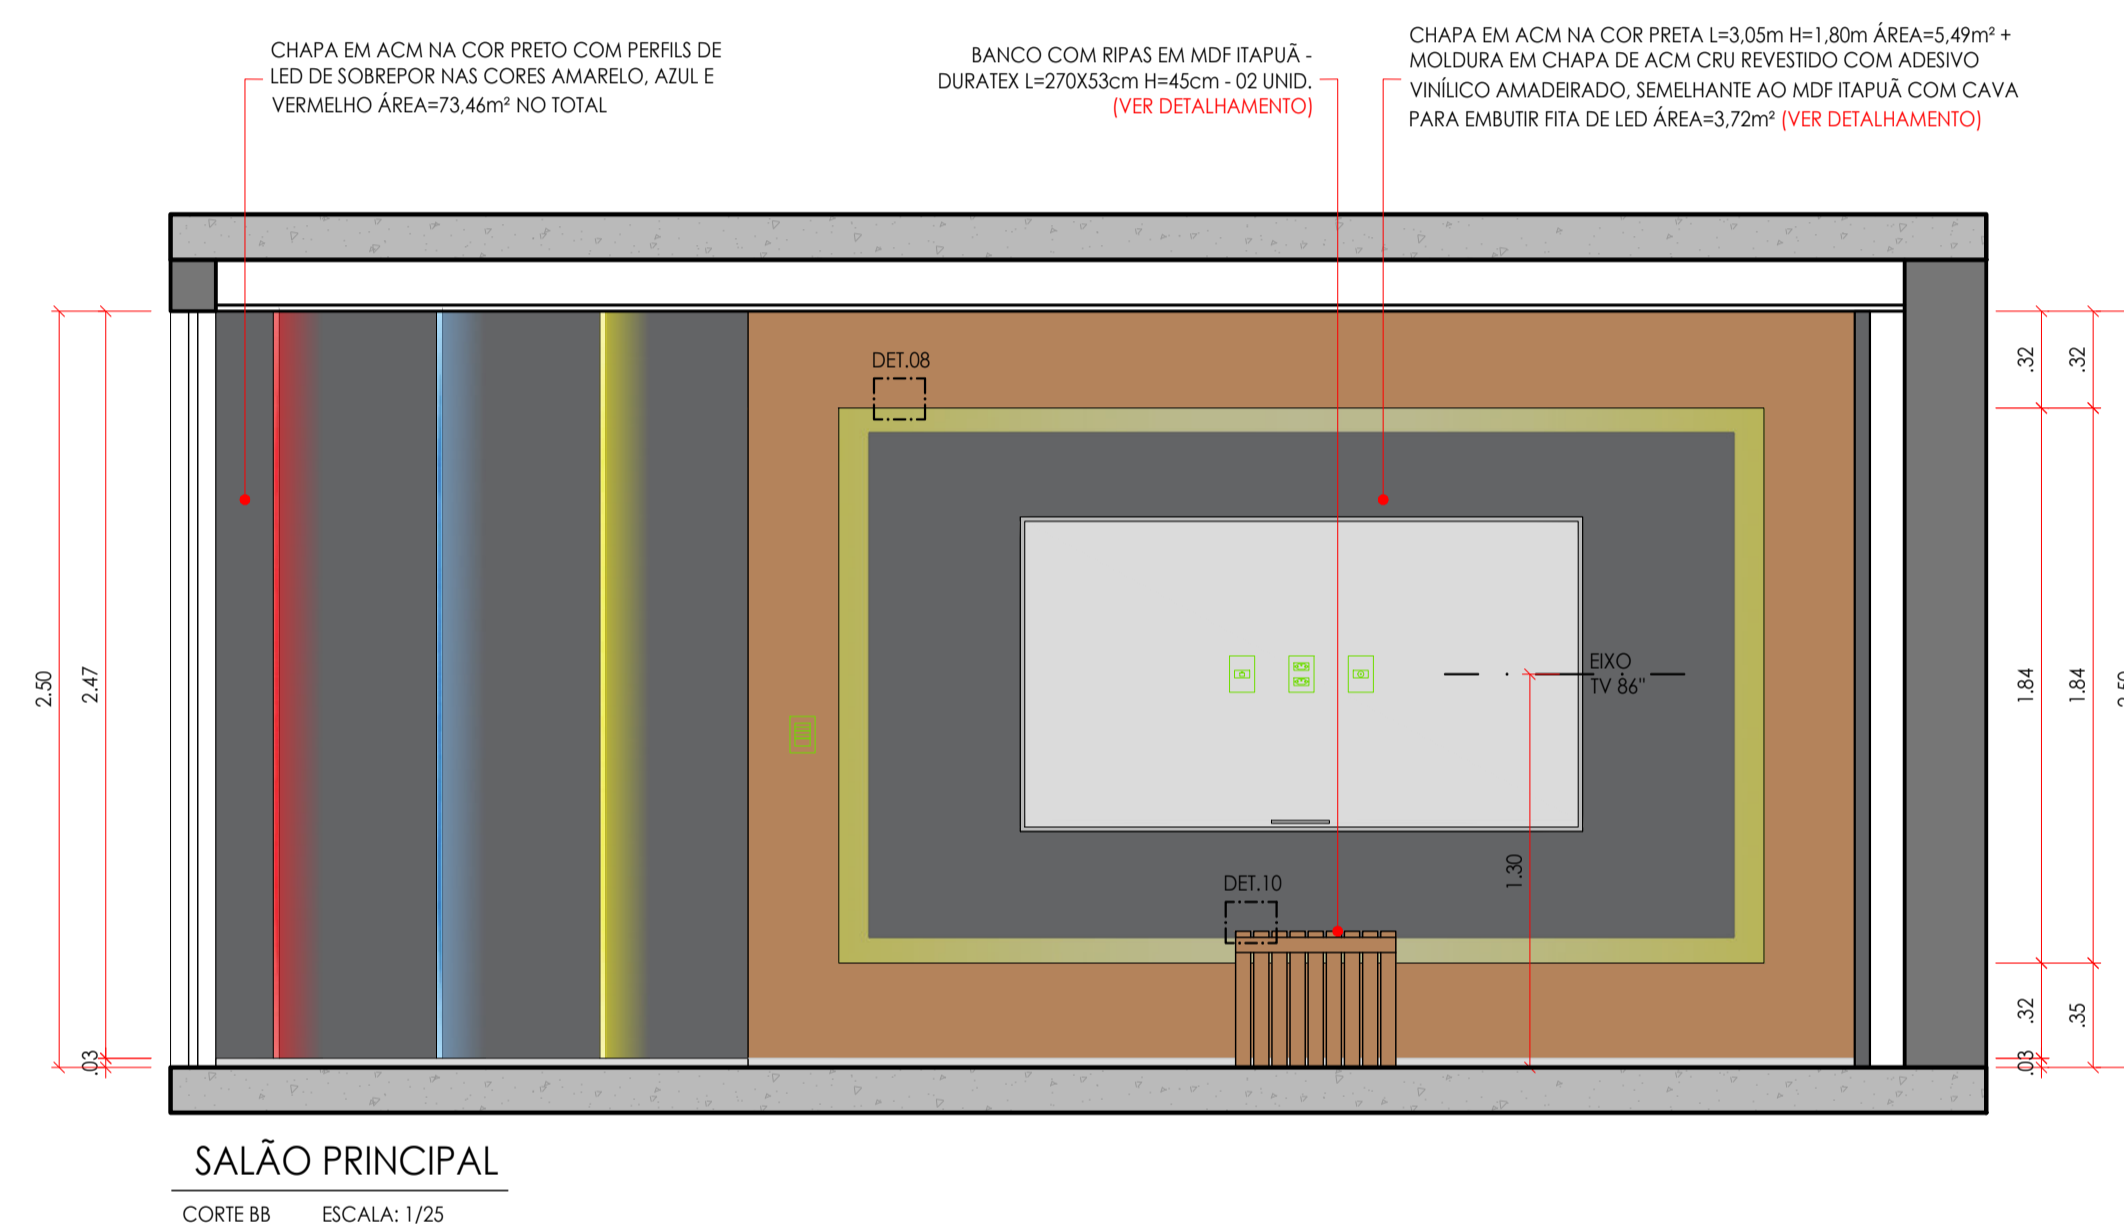 CHAPA EM ACM NA COR PRETO COM PERFILS DE
LED DE SOBREPOR NAS CORES AMARELO, AZUL E
VERMELHO ÁREA=73,46m² NO TOTAL
BANCO COM RIPAS EM MDF ITAPUÃ -
DURATEX L=270X53cm H=45cm - 02 UNID.
(VER DETALHAMENTO)
CHAPA EM ACM NA COR PRETA L=3,05m H=1,80m ÁREA=5,49m² +
MOLDURA EM CHAPA DE ACM CRU REVESTIDO COM ADESIVO
VINÍLICO AMADEIRADO, SEMELHANTE AO MDF ITAPUÃ COM CAVA
PARA EMBUTIR FITA DE LED ÁREA=3,72m² (VER DETALHAMENTO)
2.50
2.47
.03
DET.08
EIXO
TV 86"
1.30
DET.10
.32
.32
1.84
1.84
.32
.35
.03
SALÃO PRINCIPAL
CORTE BB ESCALA: 1/25